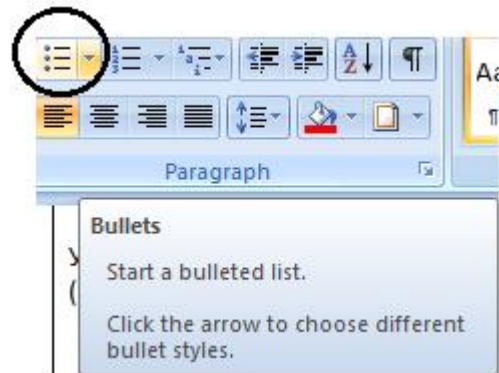 Aa
Paragraph
Bullets
Start a bulleted list.
Click the arrow to choose different
bullet styles.